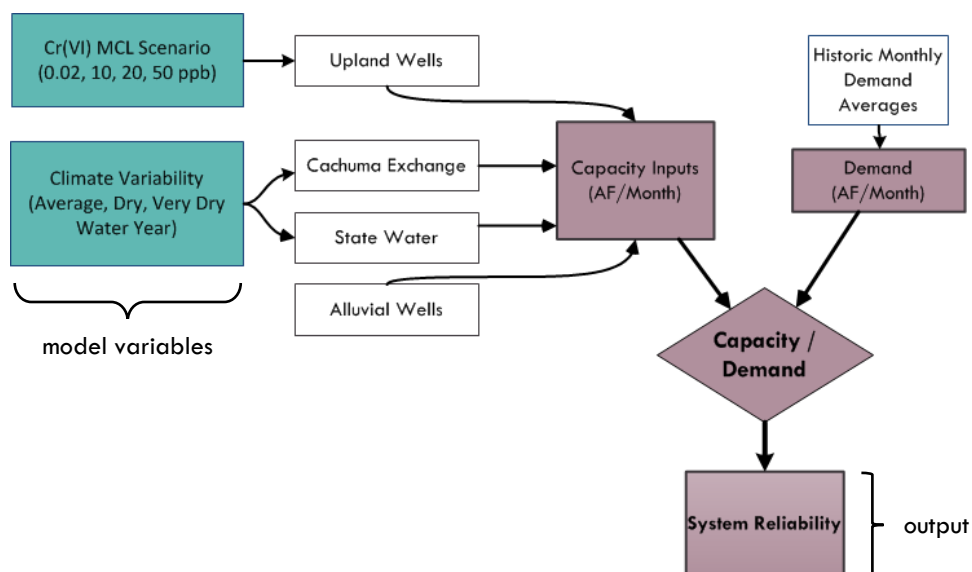 Cr(VI) MCL Scenario
(0.02, 10, 20, 50 ppb)
Upland Wells
Historic Monthly
Demand
Averages
Climate Variability
(Average, Dry, Very Dry
Water Year)
Cachuma Exchange
State Water
Alluvial Wells
Capacity Inputs
(AF/Month)
Demand
(AF/Month)
model variables
Capacity /
Demand
System Reliability
output